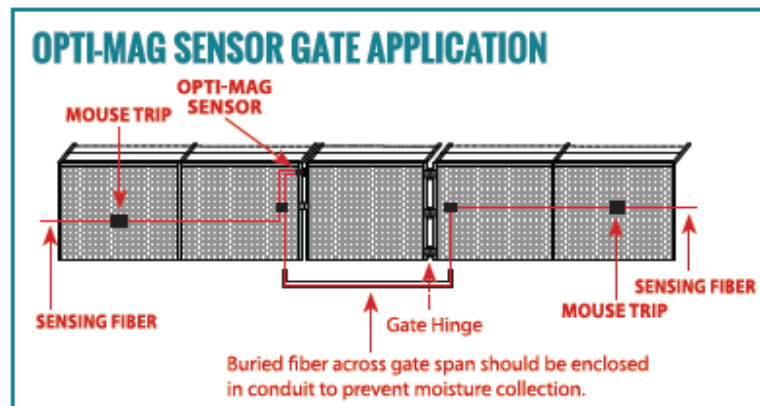 OPTI-MAG SENSOR GATE APPLICATION
OPTI-MAG
SENSOR
MOUSE TRIP
SENSING FIBER
SENSING FIBER
MOUSE TRIP
Gate Hinge
Buried fiber across gate span should be enclosed
in conduit to prevent moisture collection.